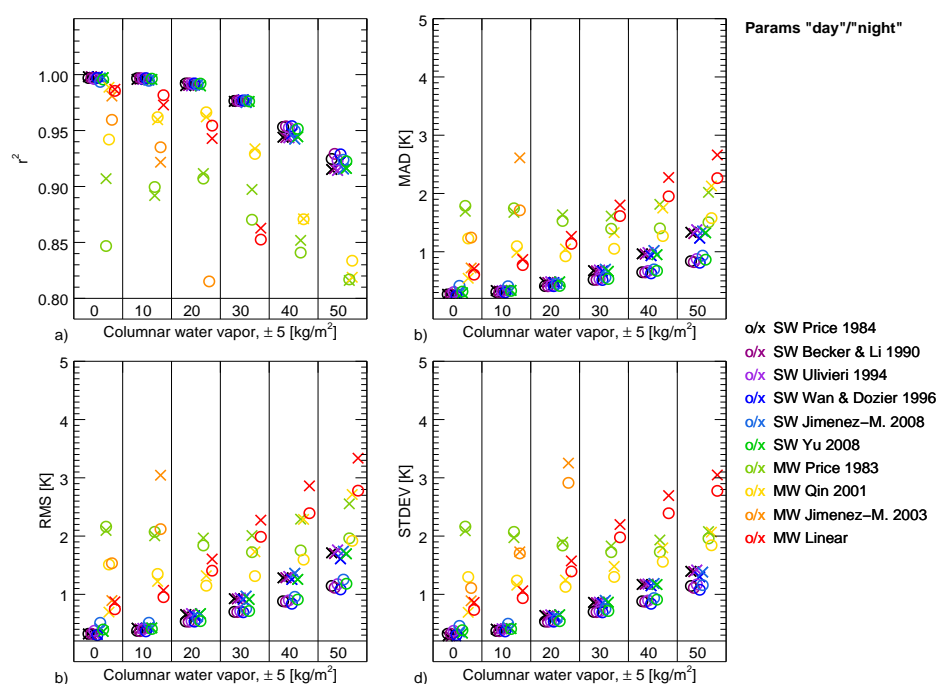 Params "day"/"night"
r²
1.00
0.95
0.90
0.85
0.80
0 10 20 30 40 50
a) Columnar water vapor, ± 5 [kg/m²]
MAD [K]
5
4
3
2
1
0 10 20 30 40 50
b) Columnar water vapor, ± 5 [kg/m²]
o/x SW Price 1984
o/x SW Becker & Li 1990
o/x SW Ulivieri 1994
o/x SW Wan & Dozier 1996
o/x SW Jimenez−M. 2008
o/x SW Yu 2008
o/x MW Price 1983
o/x MW Qin 2001
o/x MW Jimenez−M. 2003
o/x MW Linear
RMS [K]
5
4
3
2
1
0 10 20 30 40 50
b) Columnar water vapor, ± 5 [kg/m²]
STDEV [K]
5
4
3
2
1
0 10 20 30 40 50
d) Columnar water vapor, ± 5 [kg/m²]